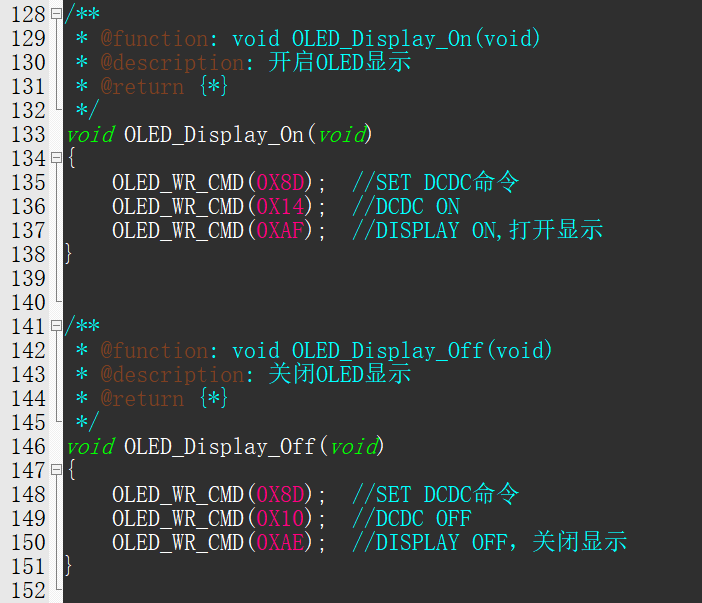 128 /**
129  * @function: void OLED_Display_On(void)
130  * @description: 开启OLED显示
131  * @return {*}
132  */
133 void OLED_Display_On(void)
134 {
135     OLED_WR_CMD(0X8D);  //SET DCDC命令
136     OLED_WR_CMD(0X14);  //DCDC ON
137     OLED_WR_CMD(0XAF);  //DISPLAY ON,打开显示
138 }
139
140
141 /**
142  * @function: void OLED_Display_Off(void)
143  * @description: 关闭OLED显示
144  * @return {*}
145  */
146 void OLED_Display_Off(void)
147 {
148     OLED_WR_CMD(0X8D);  //SET DCDC命令
149     OLED_WR_CMD(0X10);  //DCDC OFF
150     OLED_WR_CMD(0XAE);  //DISPLAY OFF，关闭显示
151 }
152